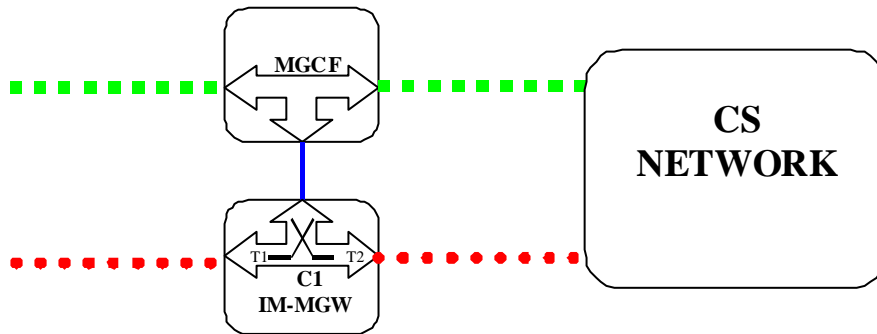 MGCF
CS
NETWORK
T1 T2
C1
IM-MGW